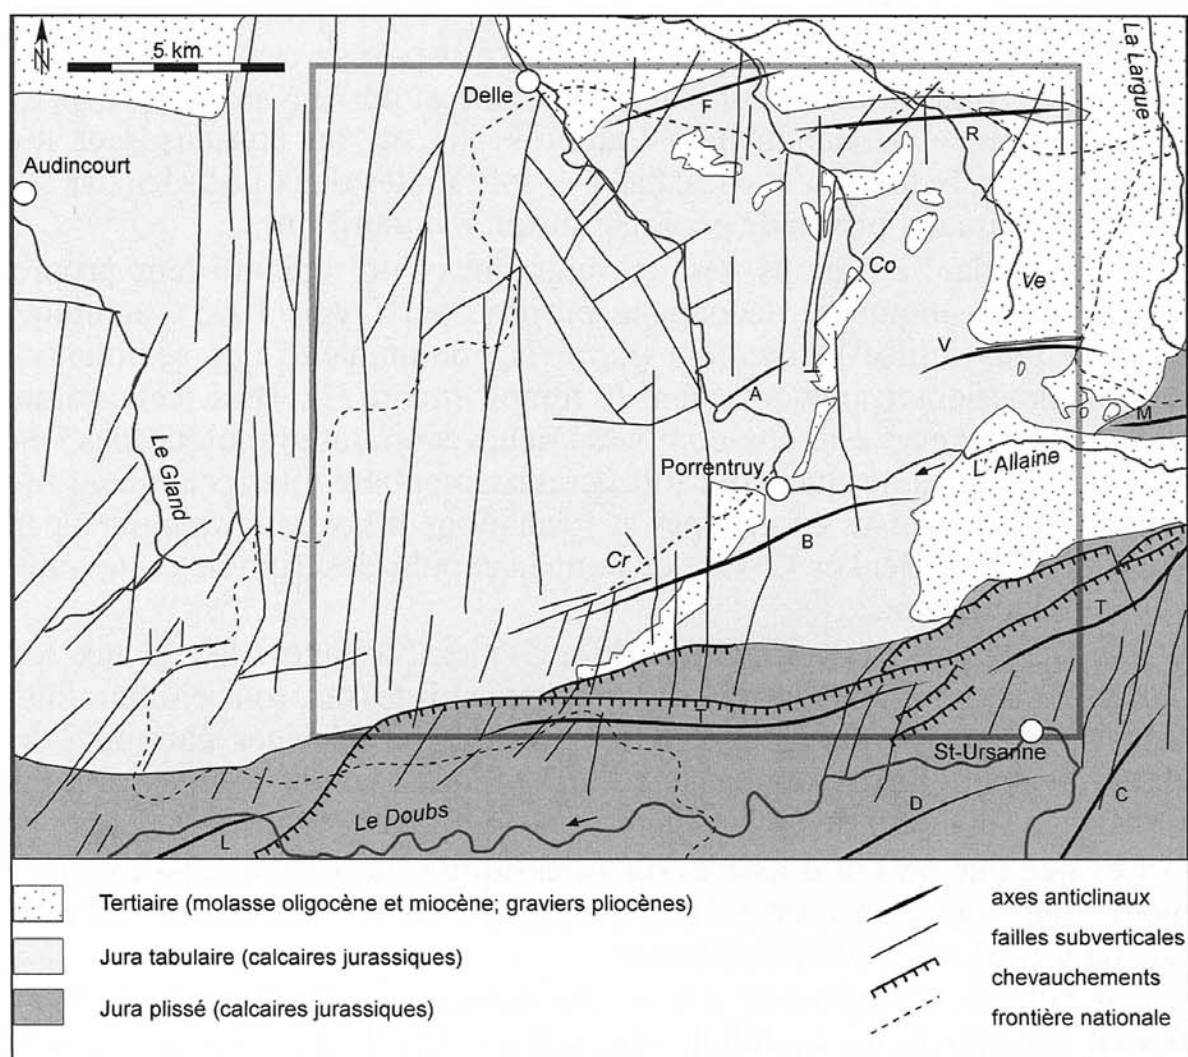 N
5 km
Delle
F
R
La Largue
Audincourt
Co
Ve
V
A
M
Le Gland
Porrentruy
L' Allaine
B
Cr
T
T
St-Ursanne
Le Doubs
D
C
L
Tertiaire (molasse oligocène et miocène; graviers pliocènes)
Jura tabulaire (calcaires jurassiques)
Jura plissé (calcaires jurassiques)
axes anticlinaux
failles subverticales
chevauchements
frontière nationale